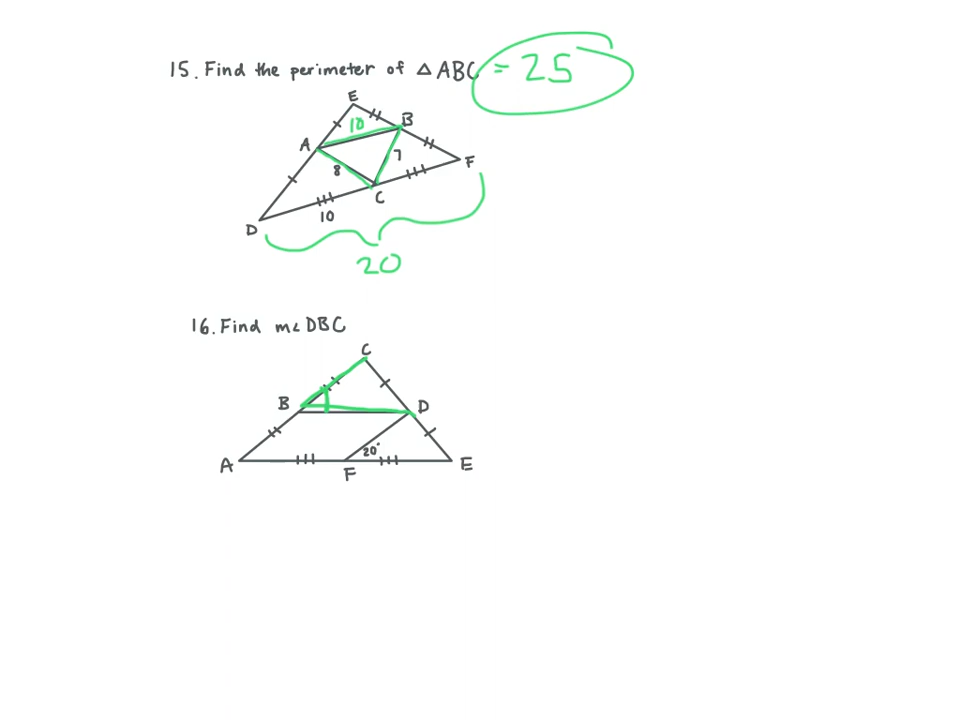 15. Find the perimeter of △ABC = 25
E
10
B
A
7
8
F
C
10
D
20
16. Find m∠DBC
C
B
D
20°
A
F
E